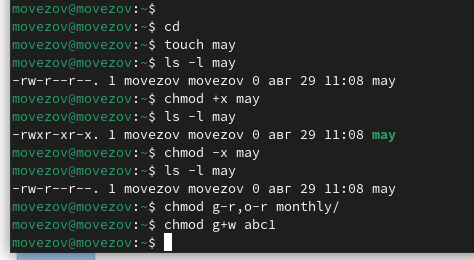 movezov@movezov:~$
movezov@movezov:~$ cd
movezov@movezov:~$ touch may
movezov@movezov:~$ ls -l may
-rw-r--r--. 1 movezov movezov 0 авг 29 11:08 may
movezov@movezov:~$ chmod +x may
movezov@movezov:~$ ls -l may
-rwxr-xr-x. 1 movezov movezov 0 авг 29 11:08 may
movezov@movezov:~$ chmod -x may
movezov@movezov:~$ ls -l may
-rw-r--r--. 1 movezov movezov 0 авг 29 11:08 may
movezov@movezov:~$ chmod g-r,o-r monthly/
movezov@movezov:~$ chmod g+w abc1
movezov@movezov:~$